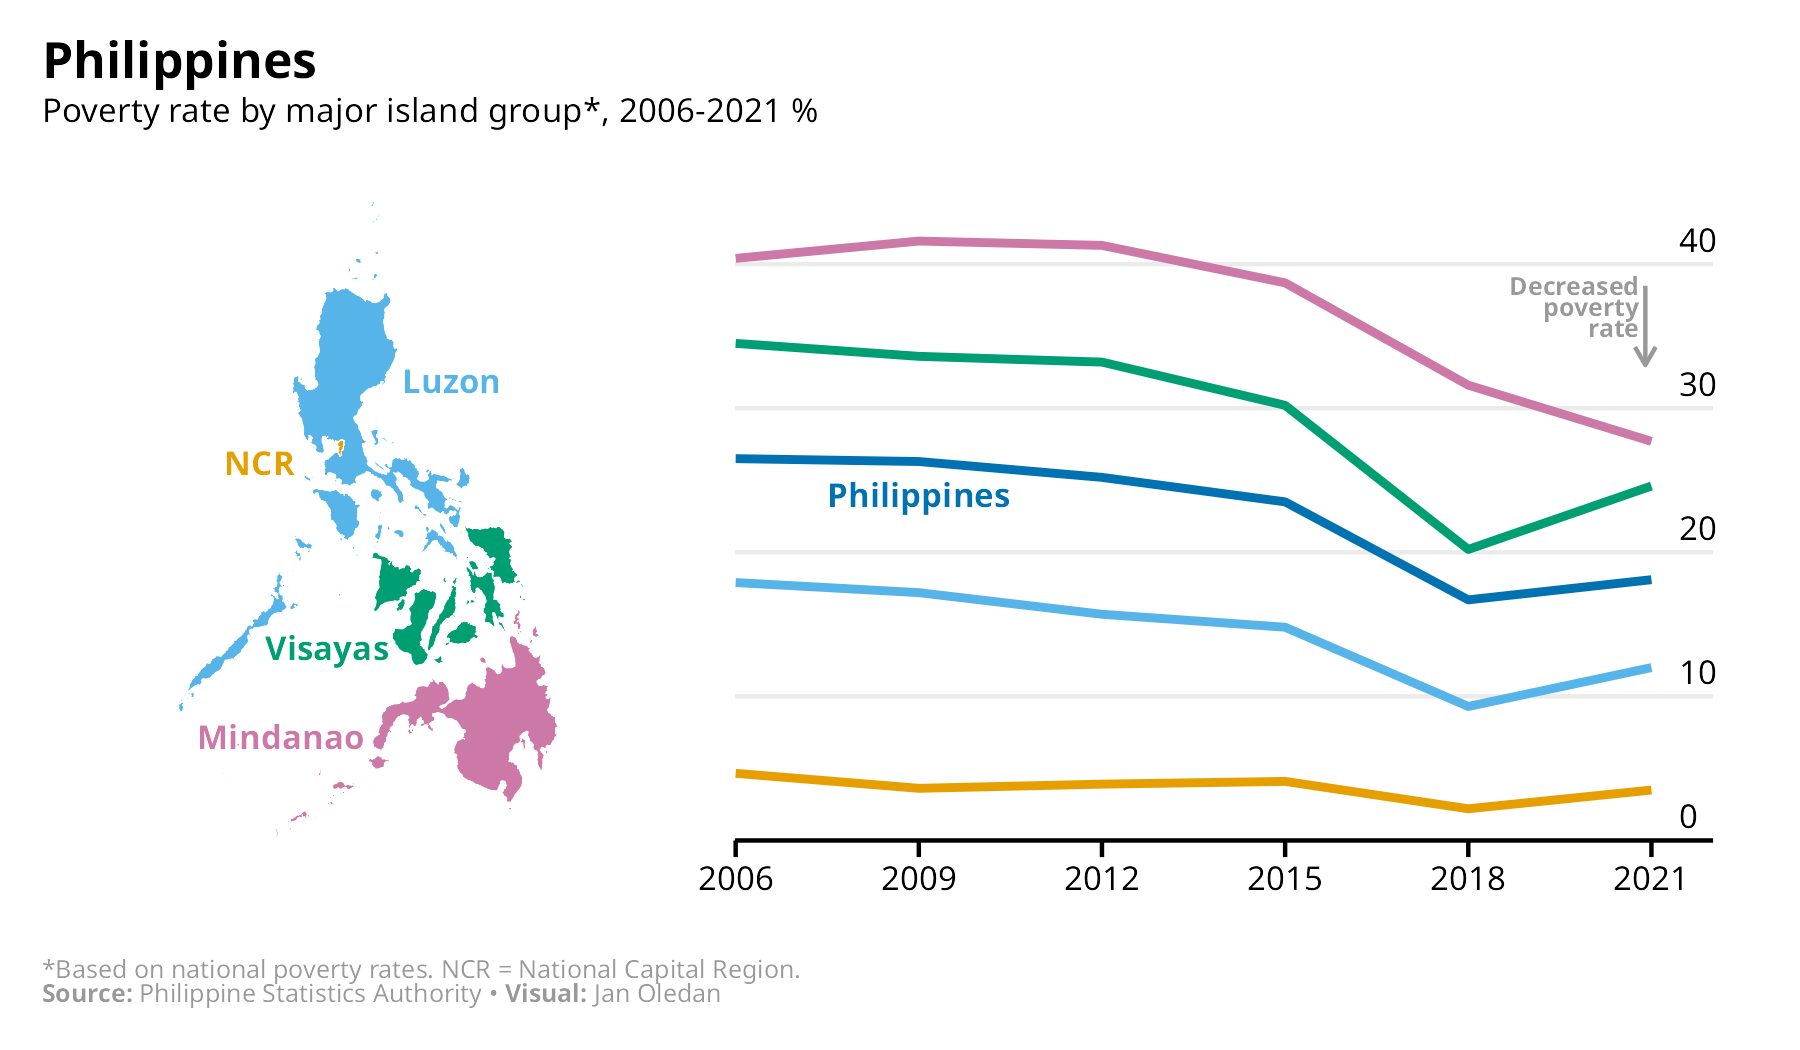 Philippines
Poverty rate by major island group*, 2006-2021 %
Luzon
NCR
Visayas
Mindanao
Philippines
Decreased
poverty
rate
40
30
20
10
0
2006
2009
2012
2015
2018
2021
*Based on national poverty rates. NCR = National Capital Region.
Source: Philippine Statistics Authority • Visual: Jan Oledan